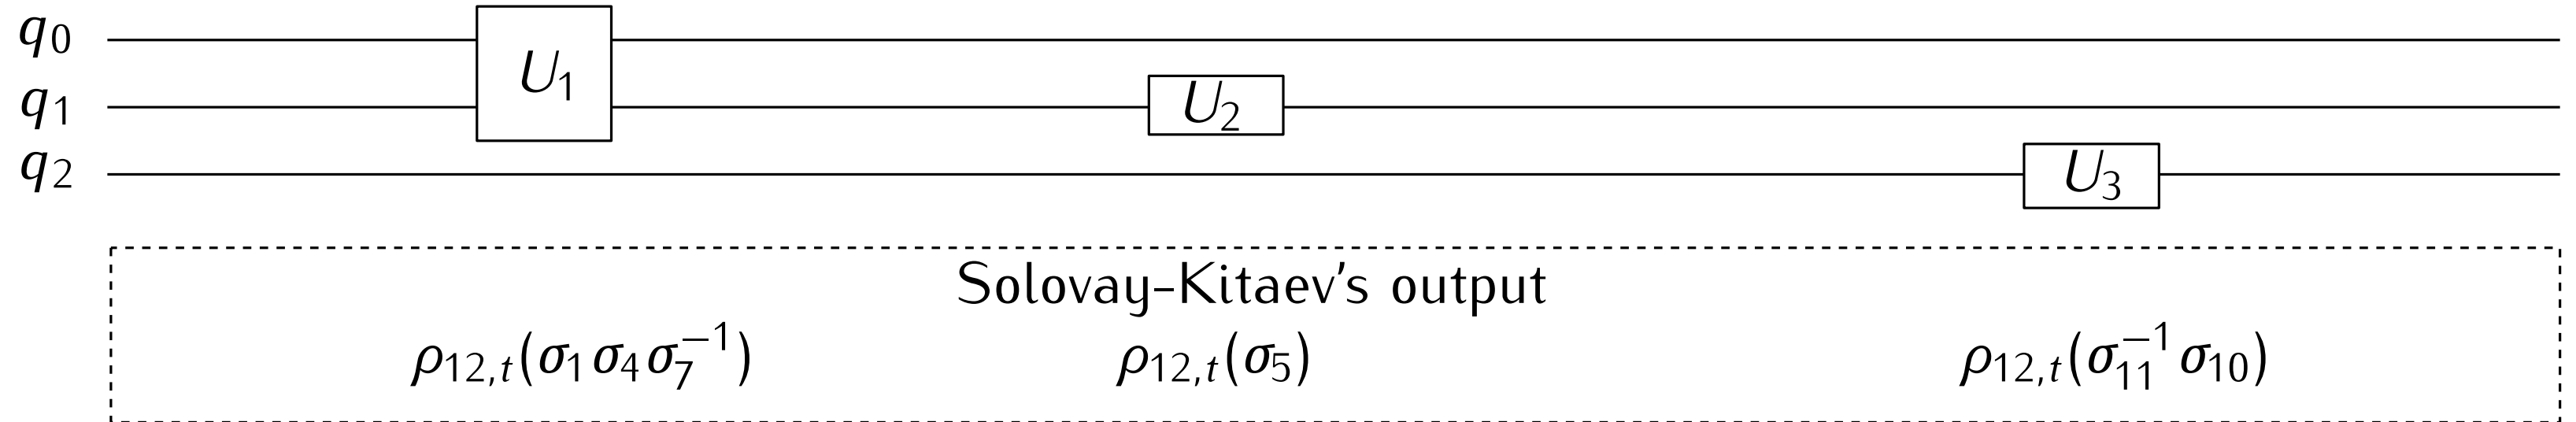 q₀ U₁
q₁ U₂
q₂ U₃
Solovay-Kitaev's output
ρ₁₂,ₜ(σ₁σ₄σ₇⁻¹) ρ₁₂,ₜ(σ₅) ρ₁₂,ₜ(σ₁₁⁻¹σ₁₀)